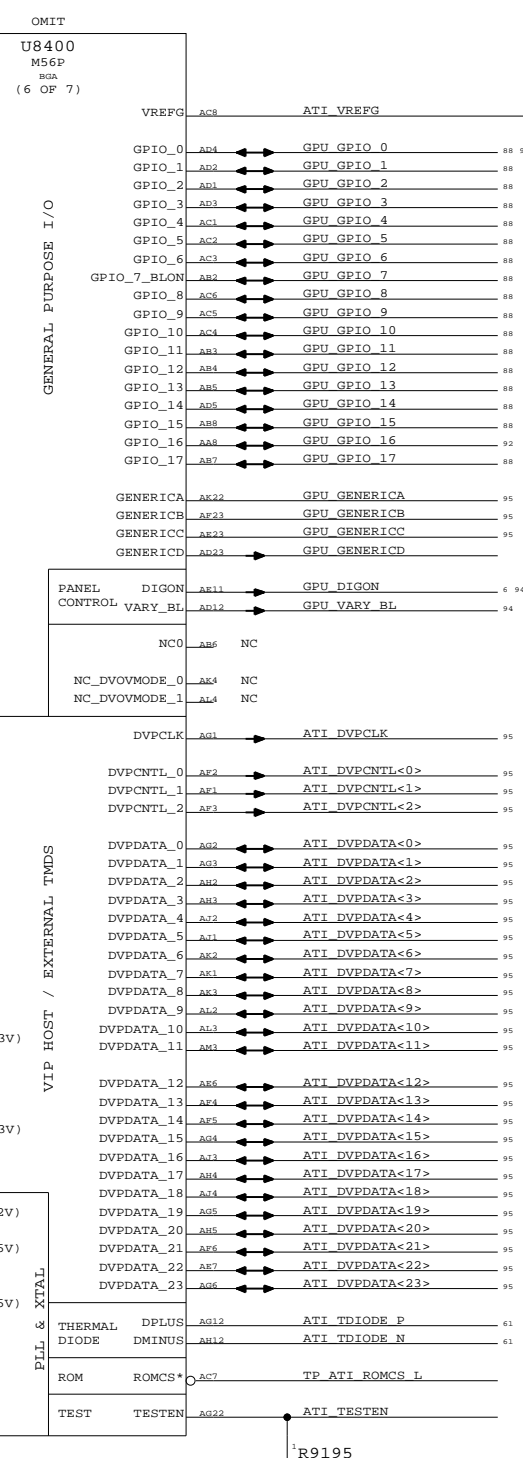 OMIT
U8400
M56P
BGA
(6 OF 7)
VREFG AC8 ATI_VREFG
GPIO_0 AD4 GPU_GPIO_0 88 9
GPIO_1 AD2 GPU_GPIO_1 88
GPIO_2 AD1 GPU_GPIO_2 88
GPIO_3 AD3 GPU_GPIO_3 88
GPIO_4 AC1 GPU_GPIO_4 88
GPIO_5 AC2 GPU_GPIO_5 88
GPIO_6 AC3 GPU_GPIO_6 88
GPIO_7_BLON AB2 GPU_GPIO_7 88
GPIO_8 AC6 GPU_GPIO_8 88
GPIO_9 AC5 GPU_GPIO_9 88
GPIO_10 AC4 GPU_GPIO_10 88
GPIO_11 AB3 GPU_GPIO_11 88
GPIO_12 AB4 GPU_GPIO_12 88
GPIO_13 AB5 GPU_GPIO_13 88
GPIO_14 AD5 GPU_GPIO_14 88
GPIO_15 AB8 GPU_GPIO_15 88
GPIO_16 AA8 GPU_GPIO_16 92
GPIO_17 AB7 GPU_GPIO_17 88
GENERAL PURPOSE I/O
GENERICA AK22 GPU_GENERICA 95
GENERICB AF23 GPU_GENERICB 95
GENERICC AE23 GPU_GENERICC 95
GENERICD AD23 GPU_GENERICD
PANEL CONTROL
DIGON AE11 GPU_DIGON 6 94
VARY_BL AD12 GPU_VARY_BL 94
NC0 AB6 NC
NC_DVOVMODE_0 AK4 NC
NC_DVOVMODE_1 AL4 NC
DVPCLK AG1 ATI_DVPCLK 95
DVPCNTL_0 AF2 ATI_DVPCNTL<0> 95
DVPCNTL_1 AF1 ATI_DVPCNTL<1> 95
DVPCNTL_2 AF3 ATI_DVPCNTL<2> 95
DVPDATA_0 AG2 ATI_DVPDATA<0> 95
DVPDATA_1 AG3 ATI_DVPDATA<1> 95
DVPDATA_2 AH2 ATI_DVPDATA<2> 95
DVPDATA_3 AH3 ATI_DVPDATA<3> 95
DVPDATA_4 AJ2 ATI_DVPDATA<4> 95
DVPDATA_5 AJ1 ATI_DVPDATA<5> 95
DVPDATA_6 AK2 ATI_DVPDATA<6> 95
DVPDATA_7 AK1 ATI_DVPDATA<7> 95
DVPDATA_8 AK3 ATI_DVPDATA<8> 95
DVPDATA_9 AL2 ATI_DVPDATA<9> 95
DVPDATA_10 AL3 ATI_DVPDATA<10> 95
3V)
DVPDATA_11 AM3 ATI_DVPDATA<11> 95
VIP HOST / EXTERNAL TMDS
DVPDATA_12 AE6 ATI_DVPDATA<12> 95
DVPDATA_13 AF4 ATI_DVPDATA<13> 95
DVPDATA_14 AF5 ATI_DVPDATA<14> 95
3V)
DVPDATA_15 AG4 ATI_DVPDATA<15> 95
DVPDATA_16 AJ3 ATI_DVPDATA<16> 95
DVPDATA_17 AH4 ATI_DVPDATA<17> 95
DVPDATA_18 AJ4 ATI_DVPDATA<18> 95
2V)
DVPDATA_19 AG5 ATI_DVPDATA<19> 95
DVPDATA_20 AH5 ATI_DVPDATA<20> 95
5V)
DVPDATA_21 AF6 ATI_DVPDATA<21> 95
DVPDATA_22 AE7 ATI_DVPDATA<22> 95
DVPDATA_23 AG6 ATI_DVPDATA<23> 95
5V)
PLL & XTAL
THERMAL DIODE
DPLUS AG12 ATI_TDIODE_P 61
DMINUS AH12 ATI_TDIODE_N 61
ROM ROMCS* AC7 TP_ATI_ROMCS_L
TEST TESTEN AG22 ATI_TESTEN
1
R9195